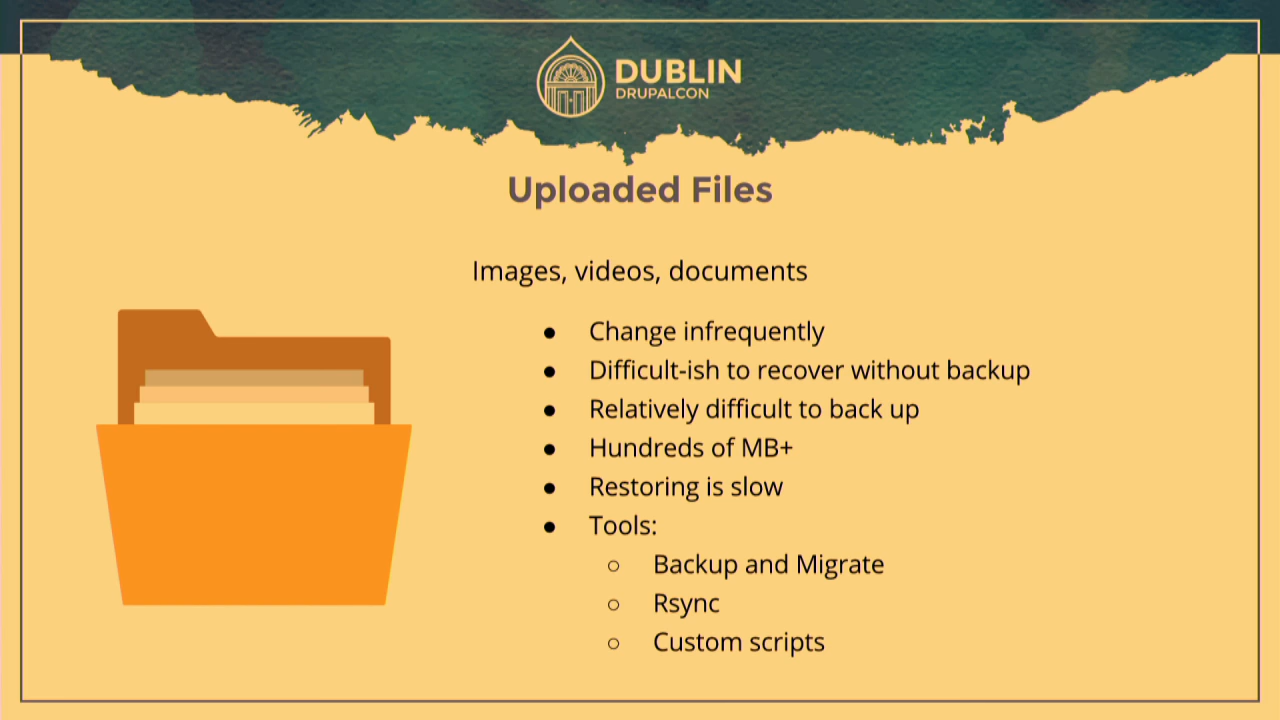 DUBLIN
DRUPALCON
Uploaded Files
Images, videos, documents
● Change infrequently
● Difficult-ish to recover without backup
● Relatively difficult to back up
● Hundreds of MB+
● Restoring is slow
● Tools:
○ Backup and Migrate
○ Rsync
○ Custom scripts